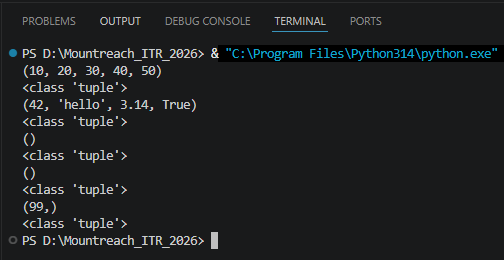 PROBLEMS OUTPUT DEBUG CONSOLE TERMINAL PORTS
PS D:\Mountreach_ITR_2026> & "C:\Program Files\Python314\python.exe"
(10, 20, 30, 40, 50)
<class 'tuple'>
(42, 'hello', 3.14, True)
<class 'tuple'>
()
<class 'tuple'>
()
<class 'tuple'>
(99,)
<class 'tuple'>
PS D:\Mountreach_ITR_2026>